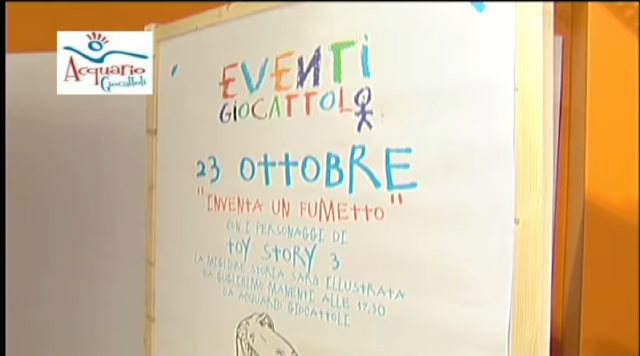 Acquario
Giocattoli
EVENTi
GiOCATTOLO
23 OTTOBRE
"INVENTA UN FUMETTO"
CON I PERSONAGGI DI
TOY STORY 3
LA MIGLIORE STORIA SARÀ ILLUSTRATA
DA GUGLIELMO MANENTI ALLE 17,30
DA ACQUARIO GIOCATTOLI